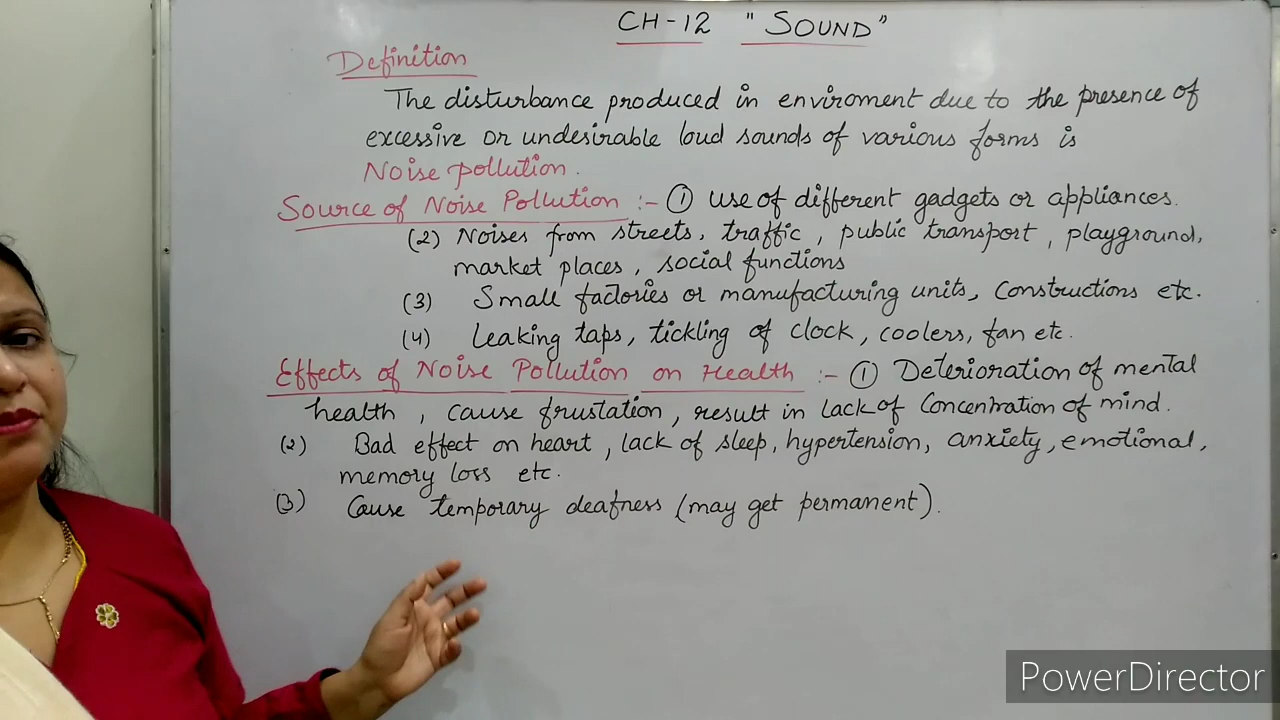 CH-12 "SOUND"
Definition
The disturbance produced in enviroment due to the presence of
excessive or undesirable loud sounds of various forms is
Noise pollution.
Source of Noise Pollution :- ① use of different gadgets or appliances.
(2) Noises from streets, traffic, public transport, playground,
market places, social functions
(3) Small factories or manufacturing units, Constructions etc.
(4) Leaking taps, tickling of clock, coolers, fan etc.
Effects of Noise Pollution on Health :- ① Deterioration of mental
health, cause frustation, result in lack of Concentration of mind.
(2) Bad effect on heart, lack of sleep, hypertension, anxiety, emotional,
memory loss etc.
(3) Cause temporary deafness (may get permanent).
PowerDirector